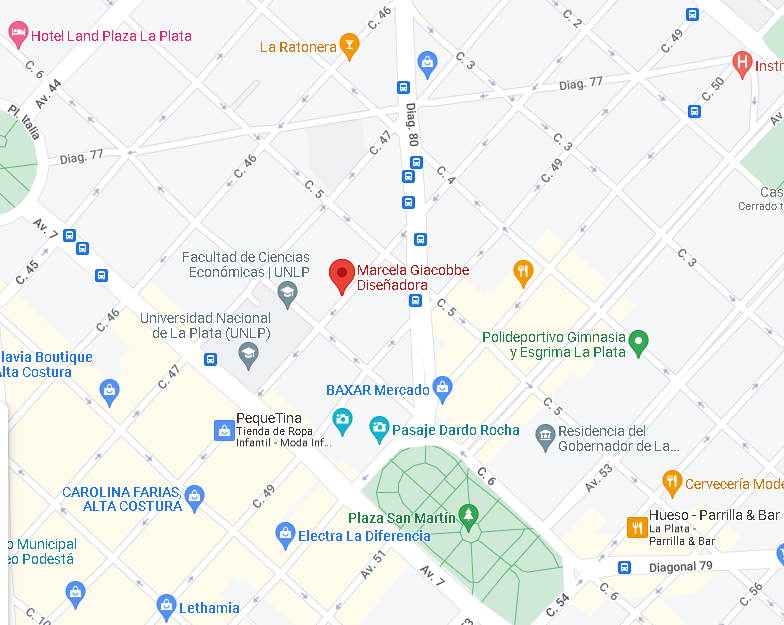 C. 46
C. 2
C. 49
Hotel Land Plaza La Plata
La Ratonera
C. 3
H
Insti
C. 6
Av. 44
Diag. 77
C. 50
Av.
Pl. Italia
Diag. 80
C. 47
C. 3
Diag. 77
C. 46
C. 5
C. 4
C. 49
Cas
Cerrado t
Av. 7
C. 3
Facultad de Ciencias
Económicas | UNLP
Marcela Giacobbe
Diseñadora
C. 45
C. 5
C. 46
Universidad Nacional
de La Plata (UNLP)
Polideportivo Gimnasia
y Esgrima La Plata
lavia Boutique
Alta Costura
C. 47
BAXAR Mercado
C. 5
PequeTina
Tienda de Ropa
Infantil - Moda Inf...
Pasaje Dardo Rocha
Residencia del
Gobernador de La...
C. 6
Av. 53
Cervecería Mode
CAROLINA FARIAS,
ALTA COSTURA
C. 49
Plaza San Martín
Hueso - Parrilla & Bar
La Plata -
Parrilla & Bar
Electra La Diferencia
o Municipal
eo Podestá
Av. 51
Av. 7
Diagonal 79
Lethamia
C. 10
C. 54
C. 6
C. 56